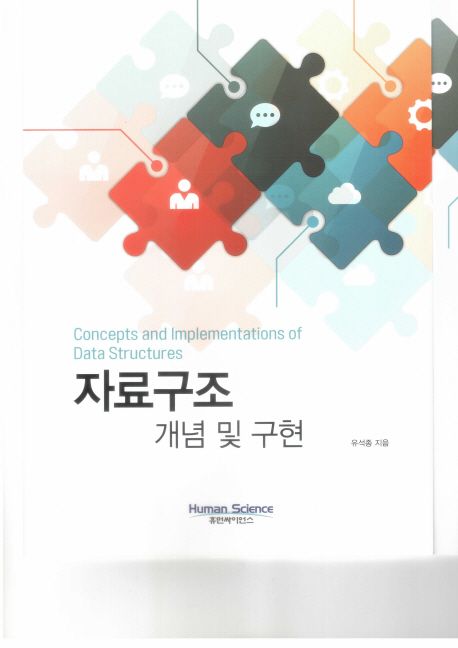 Concepts and Implementations of
Data Structures
자료구조
개념 및 구현
유석종 지음
Human Science
휴먼싸이언스